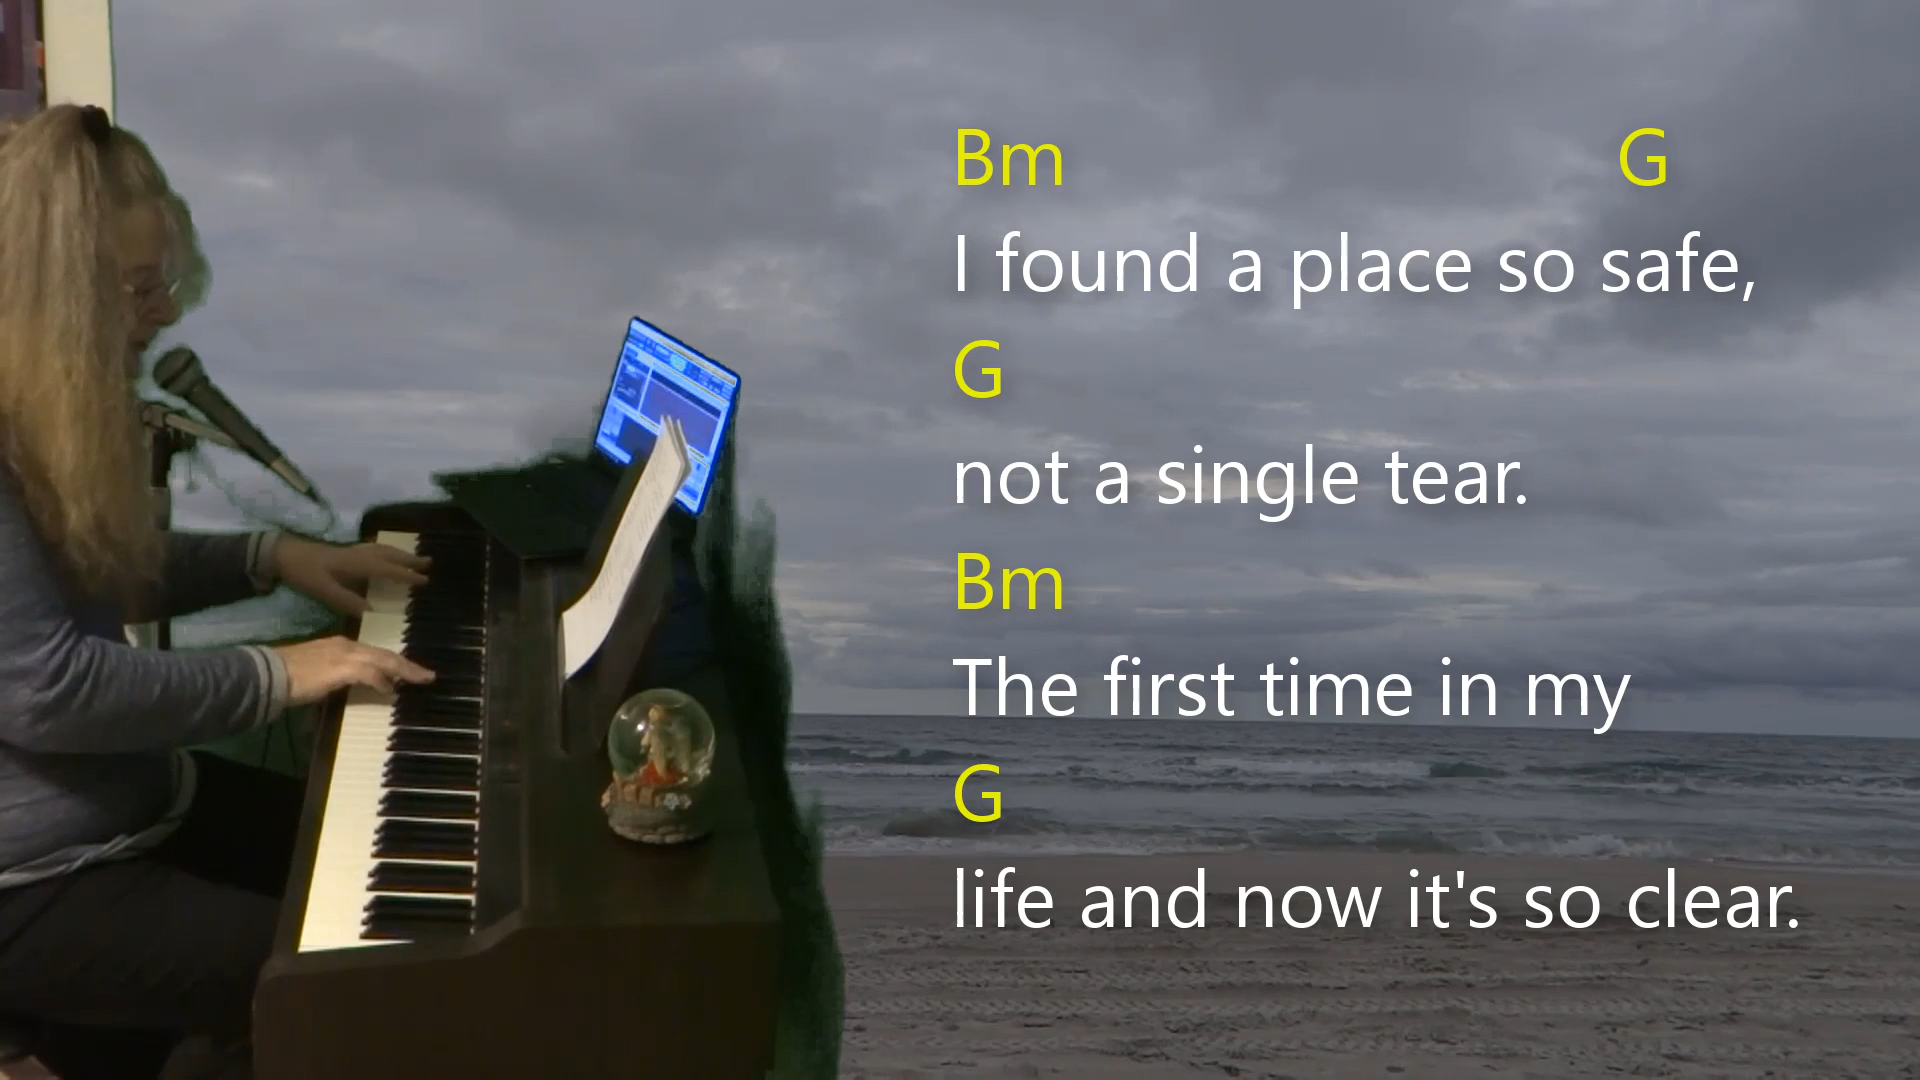 Bm G
I found a place so safe,
G
not a single tear.
Bm
The first time in my
G
life and now it's so clear.